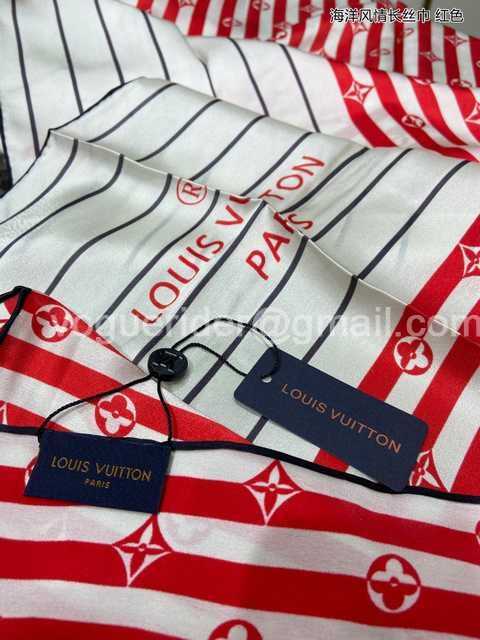 海洋风情长丝巾 红色
LOUIS VUITTON
PARIS
®
voguerider@gmail.com
LOUIS VUITTON
LOUIS VUITTON
PARIS